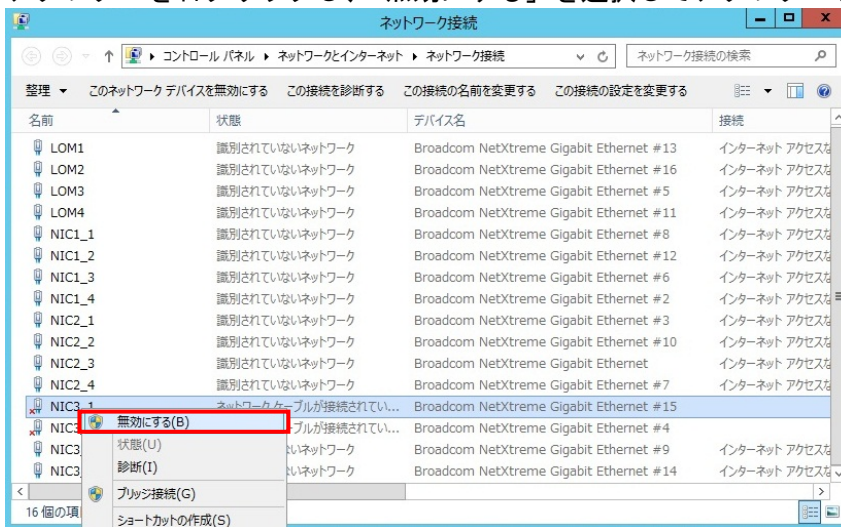 ネットワーク接続
コントロール パネル ▸ ネットワークとインターネット ▸ ネットワーク接続
ネットワーク接続の検索
整理 このネットワーク デバイスを無効にする この接続を診断する この接続の名前を変更する この接続の設定を変更する
名前 状態 デバイス名 接続
LOM1 識別されていないネットワーク Broadcom NetXtreme Gigabit Ethernet #13 インターネット アクセスな
LOM2 識別されていないネットワーク Broadcom NetXtreme Gigabit Ethernet #16 インターネット アクセスな
LOM3 識別されていないネットワーク Broadcom NetXtreme Gigabit Ethernet #5 インターネット アクセスな
LOM4 識別されていないネットワーク Broadcom NetXtreme Gigabit Ethernet #11 インターネット アクセスな
NIC1_1 識別されていないネットワーク Broadcom NetXtreme Gigabit Ethernet #8 インターネット アクセスな
NIC1_2 識別されていないネットワーク Broadcom NetXtreme Gigabit Ethernet #12 インターネット アクセスな
NIC1_3 識別されていないネットワーク Broadcom NetXtreme Gigabit Ethernet #6 インターネット アクセスな
NIC1_4 識別されていないネットワーク Broadcom NetXtreme Gigabit Ethernet #2 インターネット アクセスな
NIC2_1 識別されていないネットワーク Broadcom NetXtreme Gigabit Ethernet #3 インターネット アクセスな
NIC2_2 識別されていないネットワーク Broadcom NetXtreme Gigabit Ethernet #10 インターネット アクセスな
NIC2_3 識別されていないネットワーク Broadcom NetXtreme Gigabit Ethernet インターネット アクセスな
NIC2_4 識別されていないネットワーク Broadcom NetXtreme Gigabit Ethernet #7 インターネット アクセスな
NIC3_1 ネットワーク ケーブルが接続されてい... Broadcom NetXtreme Gigabit Ethernet #15
NIC3 ーブルが接続されてい... Broadcom NetXtreme Gigabit Ethernet #4
NIC3_ ないネットワーク Broadcom NetXtreme Gigabit Ethernet #9 インターネット アクセスな
NIC3_ ないネットワーク Broadcom NetXtreme Gigabit Ethernet #14 インターネット アクセスな
無効にする(B)
状態(U)
診断(I)
ブリッジ接続(G)
ショートカットの作成(S)
16 個の項